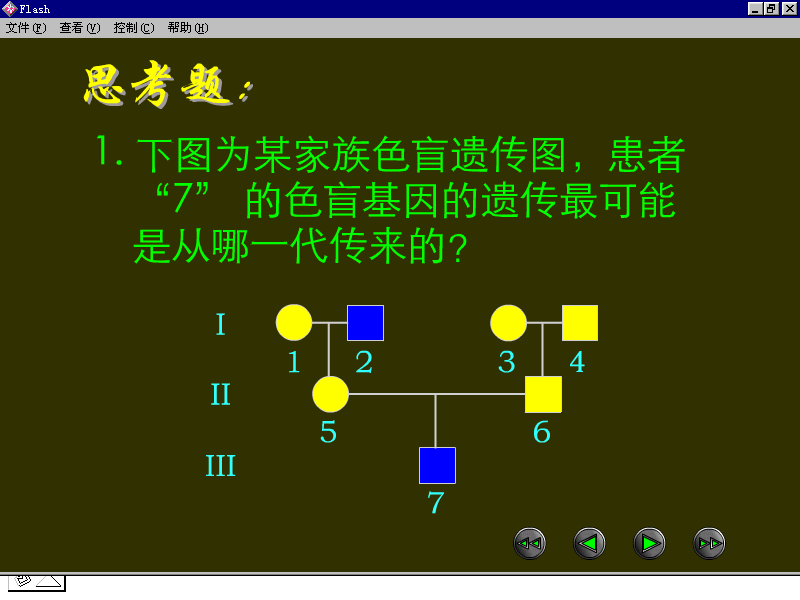 Flash
文件(F) 查看(V) 控制(C) 帮助(H)
思考题：
1. 下图为某家族色盲遗传图，患者
“7” 的色盲基因的遗传最可能
是从哪一代传来的?
I
1 2 3 4
II
5 6
III
7